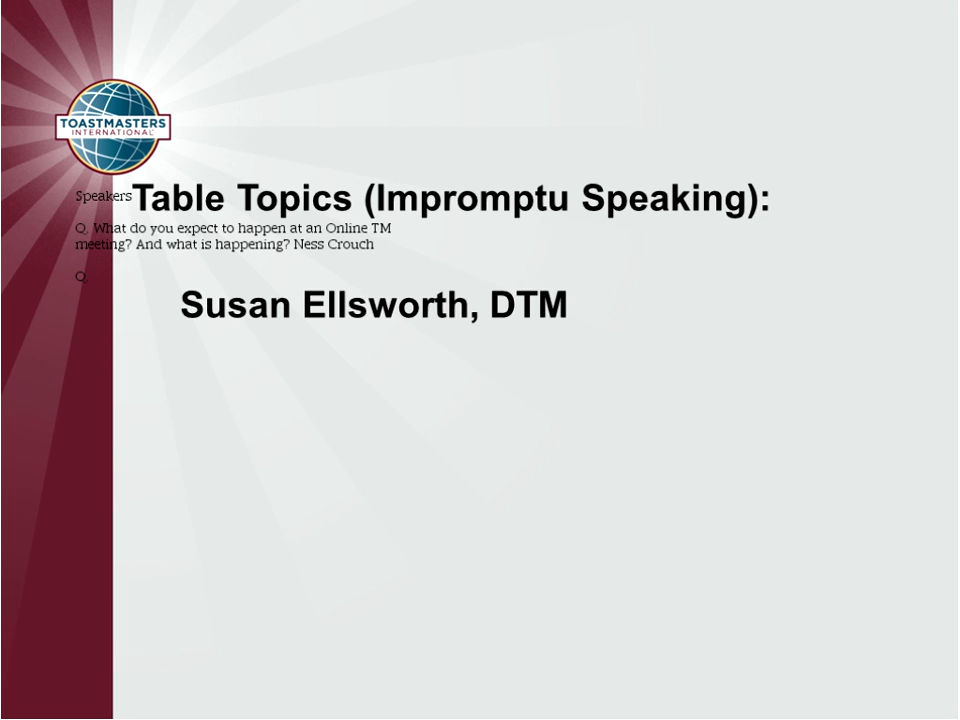 TOASTMASTERS
INTERNATIONAL
Speakers
Table Topics (Impromptu Speaking):
Q. What do you expect to happen at an Online TM
meeting? And what is happening? Ness Crouch
Q.
Susan Ellsworth, DTM